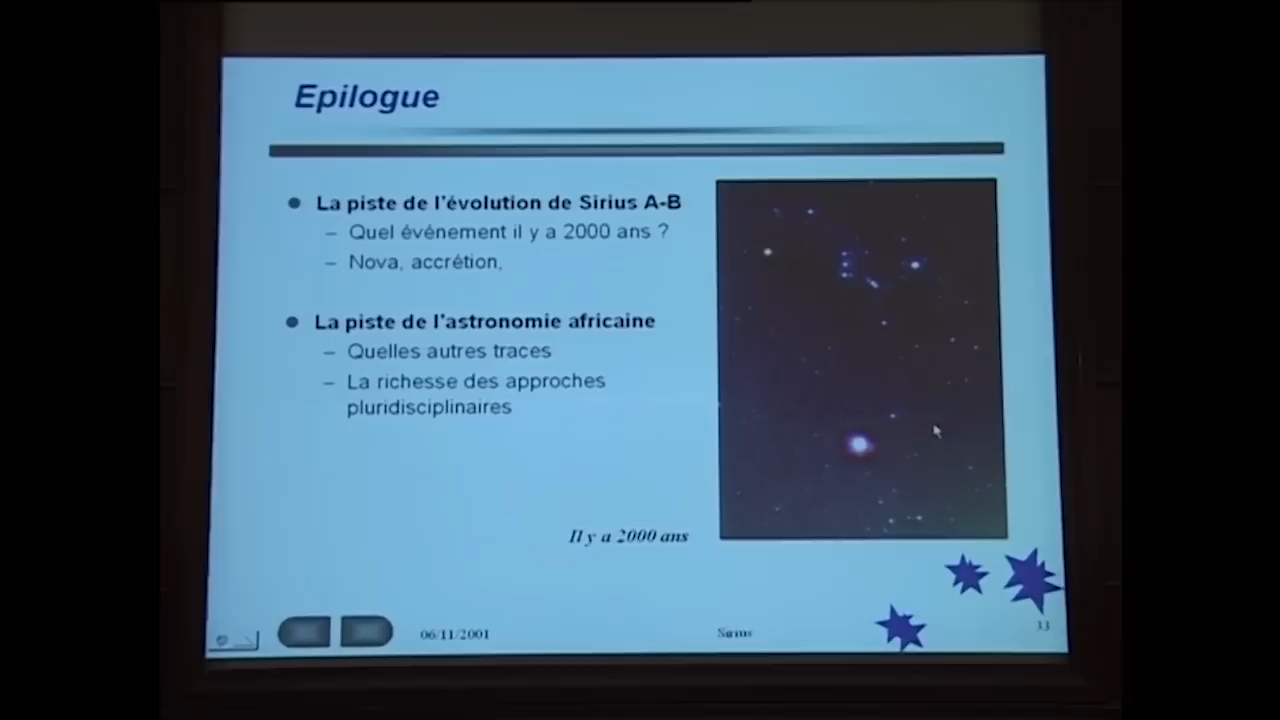 Epilogue
La piste de l'évolution de Sirius A-B
– Quel événement il y a 2000 ans ?
– Nova, accrétion,
La piste de l'astronomie africaine
– Quelles autres traces
– La richesse des approches
pluridisciplinaires
Il y a 2000 ans
06/11/2001
Sirius
33